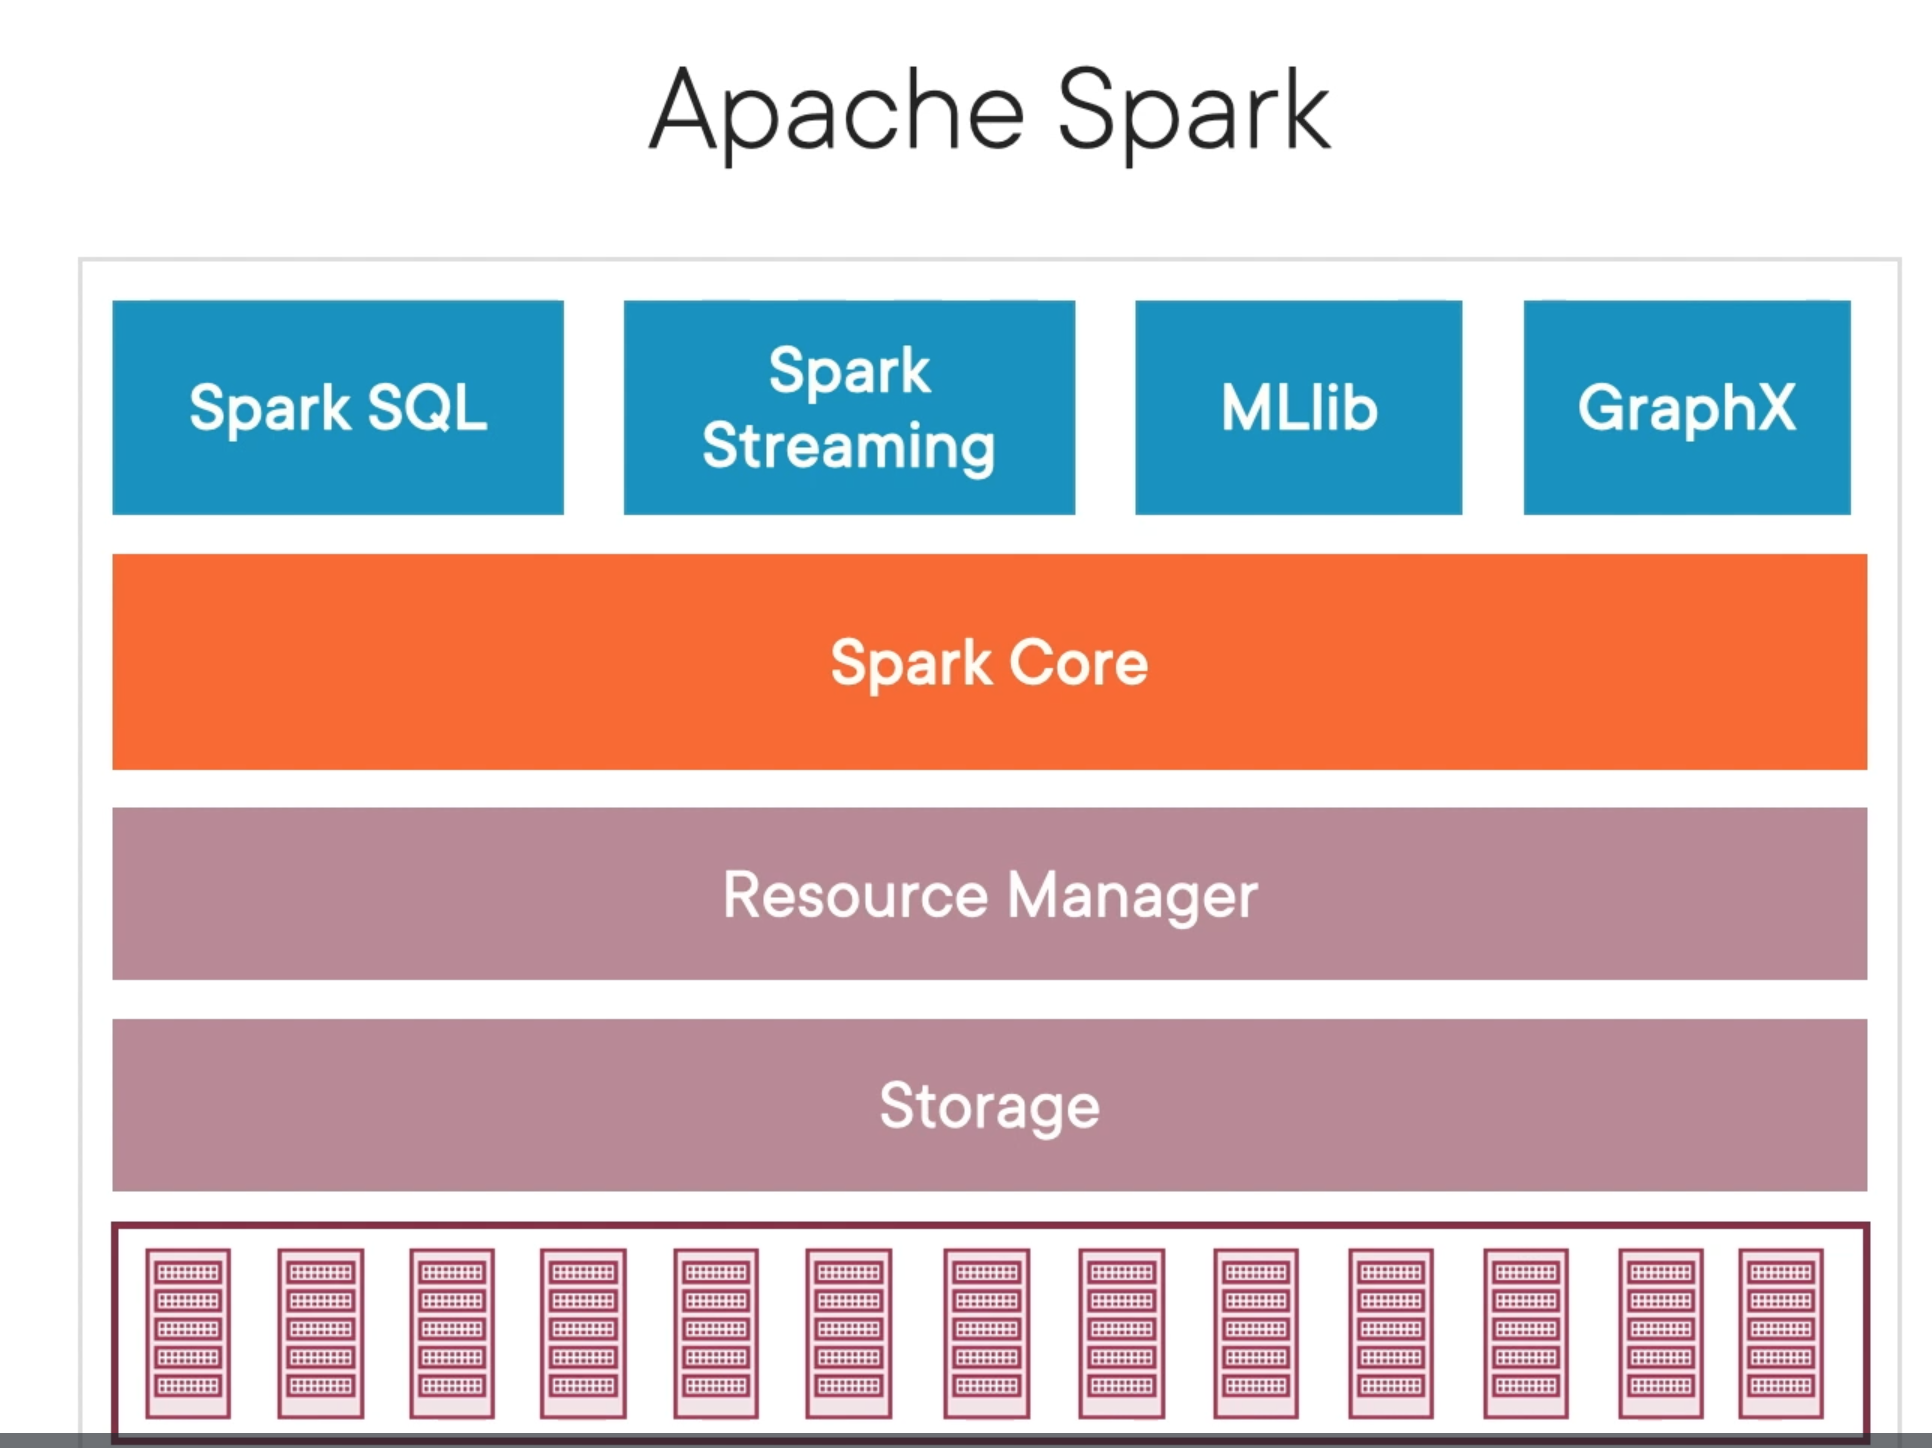 Apache Spark
Spark SQL
Spark
Streaming
MLlib
GraphX
Spark Core
Resource Manager
Storage